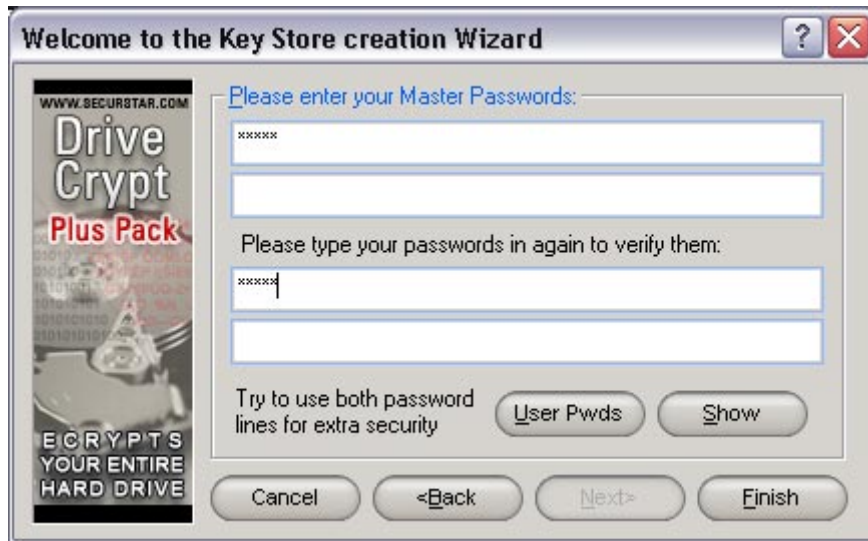 Welcome to the Key Store creation Wizard
?
WWW.SECURSTAR.COM
Drive
Crypt
Plus Pack
ECRYPTS
YOUR ENTIRE
HARD DRIVE
Please enter your Master Passwords:
*****
Please type your passwords in again to verify them:
*****
Try to use both password
lines for extra security
User Pwds
Show
Cancel
<Back
Next>
Finish